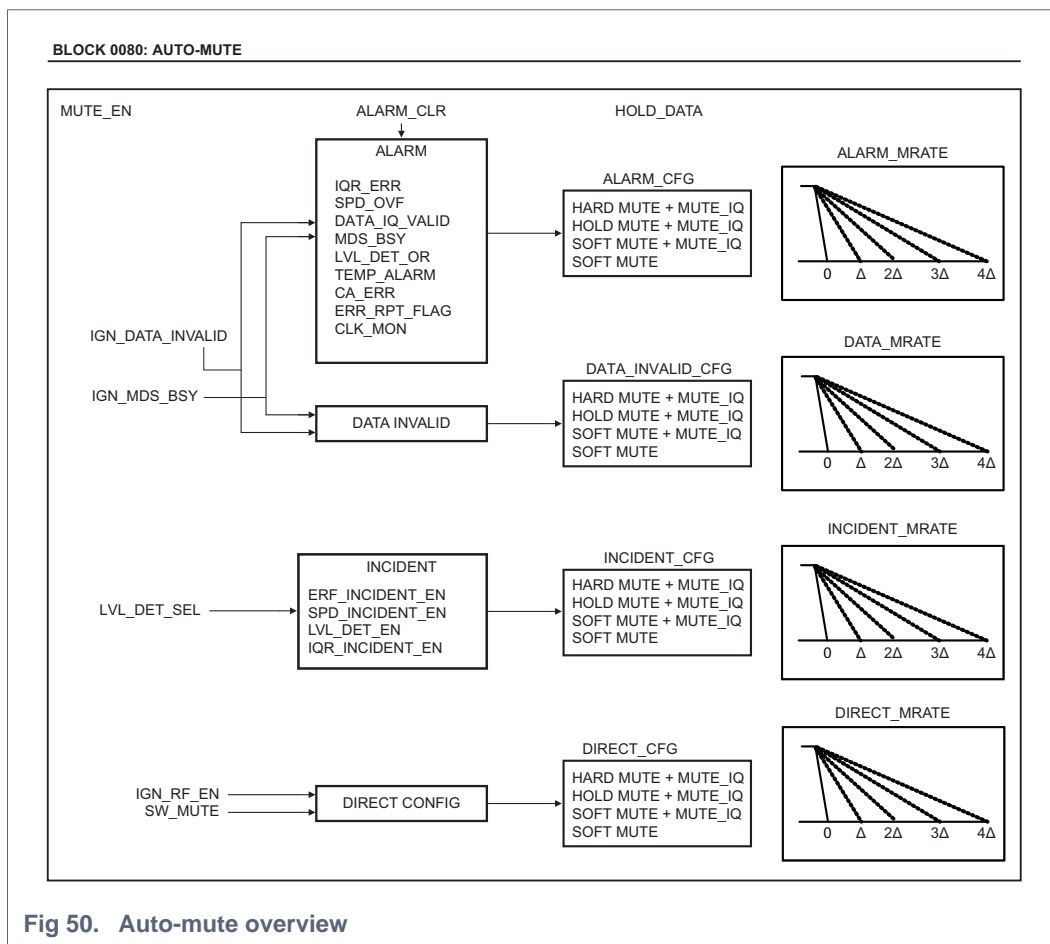 BLOCK 0080: AUTO-MUTE
MUTE_EN
ALARM_CLR
HOLD_DATA
ALARM
IQR_ERR
SPD_OVF
DATA_IQ_VALID
MDS_BSY
LVL_DET_OR
TEMP_ALARM
CA_ERR
ERR_RPT_FLAG
CLK_MON
ALARM_CFG
HARD MUTE + MUTE_IQ
HOLD MUTE + MUTE_IQ
SOFT MUTE + MUTE_IQ
SOFT MUTE
ALARM_MRATE
0 Δ 2Δ 3Δ 4Δ
IGN_DATA_INVALID
IGN_MDS_BSY
DATA INVALID
DATA_INVALID_CFG
HARD MUTE + MUTE_IQ
HOLD MUTE + MUTE_IQ
SOFT MUTE + MUTE_IQ
SOFT MUTE
DATA_MRATE
0 Δ 2Δ 3Δ 4Δ
LVL_DET_SEL
INCIDENT
ERF_INCIDENT_EN
SPD_INCIDENT_EN
LVL_DET_EN
IQR_INCIDENT_EN
INCIDENT_CFG
HARD MUTE + MUTE_IQ
HOLD MUTE + MUTE_IQ
SOFT MUTE + MUTE_IQ
SOFT MUTE
INCIDENT_MRATE
0 Δ 2Δ 3Δ 4Δ
IGN_RF_EN
SW_MUTE
DIRECT CONFIG
DIRECT_CFG
HARD MUTE + MUTE_IQ
HOLD MUTE + MUTE_IQ
SOFT MUTE + MUTE_IQ
SOFT MUTE
DIRECT_MRATE
0 Δ 2Δ 3Δ 4Δ
Fig 50. Auto-mute overview